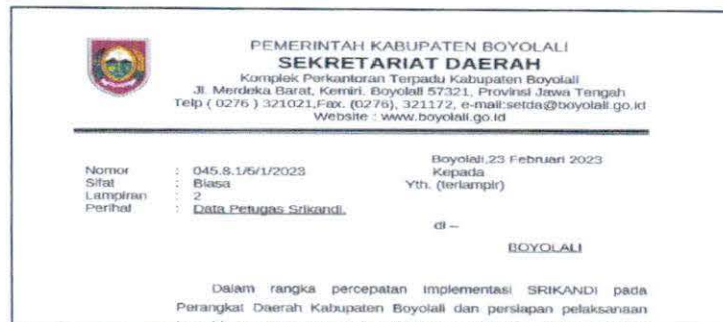 PEMERINTAH KABUPATEN BOYOLALI
SEKRETARIAT DAERAH
Komplek Perkantoran Terpadu Kabupaten Boyolali
Jl. Merdeka Barat, Kemiri. Boyolali 57321, Provinsi Jawa Tengah
Telp ( 0276 ) 321021,Fax. (0276), 321172, e-mail:setda@boyolali.go.id
Website : www.boyolali.go.id
Boyolali,23 Februari 2023
Nomor : 045.8.1/5/1/2023 Kepada
Sifat : Biasa Yth. (terlampir)
Lampiran : 2
Perihal : Data Petugas Srikandi.
di –
BOYOLALI
Dalam rangka percepatan Implementasi SRIKANDI pada
Perangkat Daerah Kabupaten Boyolali dan persiapan pelaksanaan